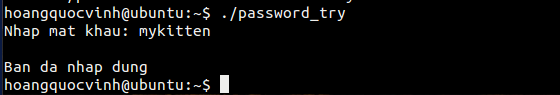 hoangquocvinh@ubuntu:~$ ./password_try
Nhap mat khau: mykitten
Ban da nhap dung
hoangquocvinh@ubuntu:~$